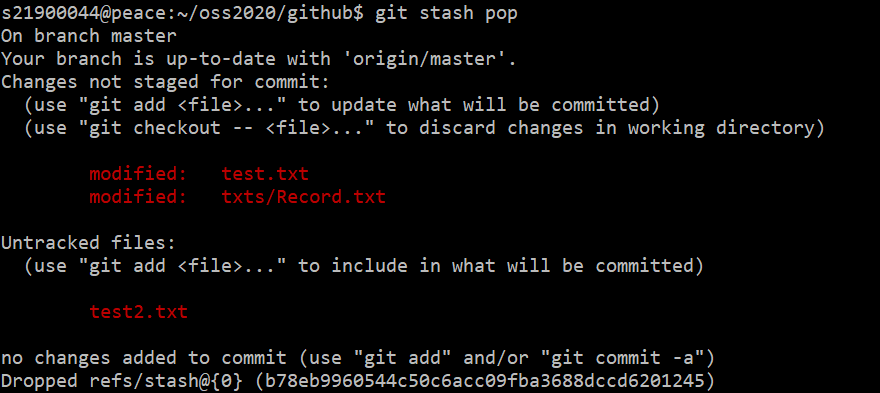 s21900044@peace:~/oss2020/github$ git stash pop
On branch master
Your branch is up-to-date with 'origin/master'.
Changes not staged for commit:
  (use "git add <file>..." to update what will be committed)
  (use "git checkout -- <file>..." to discard changes in working directory)
        modified:   test.txt
        modified:   txts/Record.txt
Untracked files:
  (use "git add <file>..." to include in what will be committed)
        test2.txt
no changes added to commit (use "git add" and/or "git commit -a")
Dropped refs/stash@{0} (b78eb9960544c50c6acc09fba3688dccd6201245)